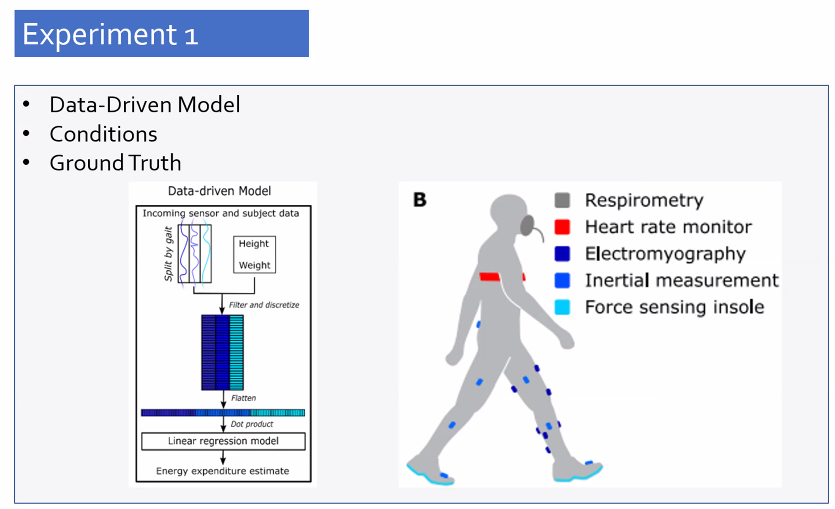 Experiment 1
• Data-Driven Model
• Conditions
• Ground Truth
Data-driven Model
Incoming sensor and subject data
Split by gait
Height
Weight
Filter and discretize
Flatten
Dot product
Linear regression model
Energy expenditure estimate
B
Respirometry
Heart rate monitor
Electromyography
Inertial measurement
Force sensing insole